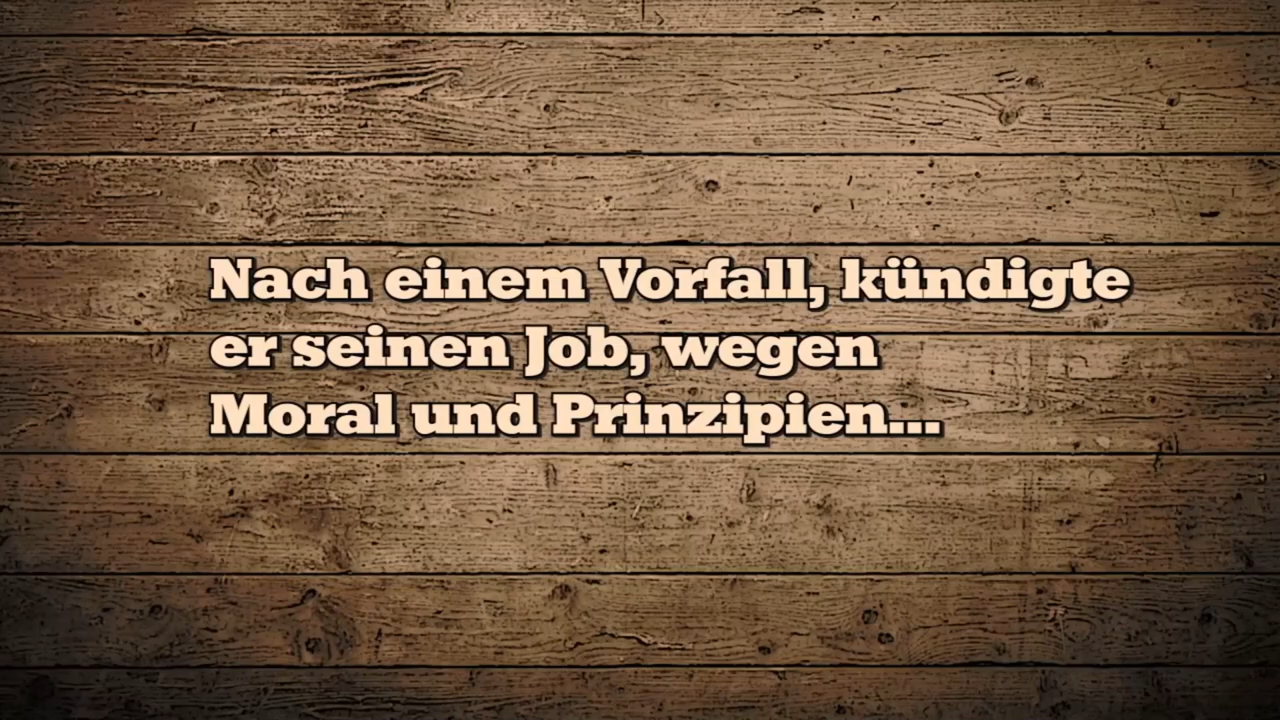 Nach einem Vorfall, kündigte
er seinen Job, wegen
Moral und Prinzipien...